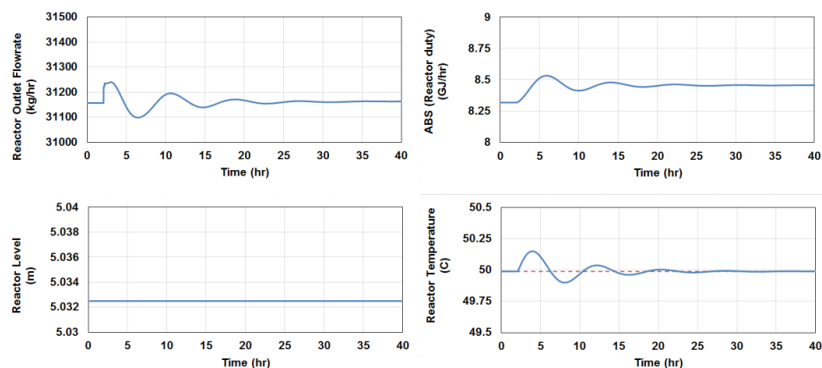 31500
31400
31300
31200
31100
31000
0 5 10 15 20 25 30 35 40
Time (hr)
Reactor Outlet Flowrate
(kg/hr)
9
8.75
8.5
8.25
8
0 5 10 15 20 25 30 35 40
Time (hr)
ABS (Reactor duty)
(GJ/hr)
5.04
5.038
5.036
5.034
5.032
5.03
0 5 10 15 20 25 30 35 40
Time (hr)
Reactor Level
(m)
50.5
50.25
50
49.75
49.5
0 5 10 15 20 25 30 35 40
Time (hr)
Reactor Temperature
(C)